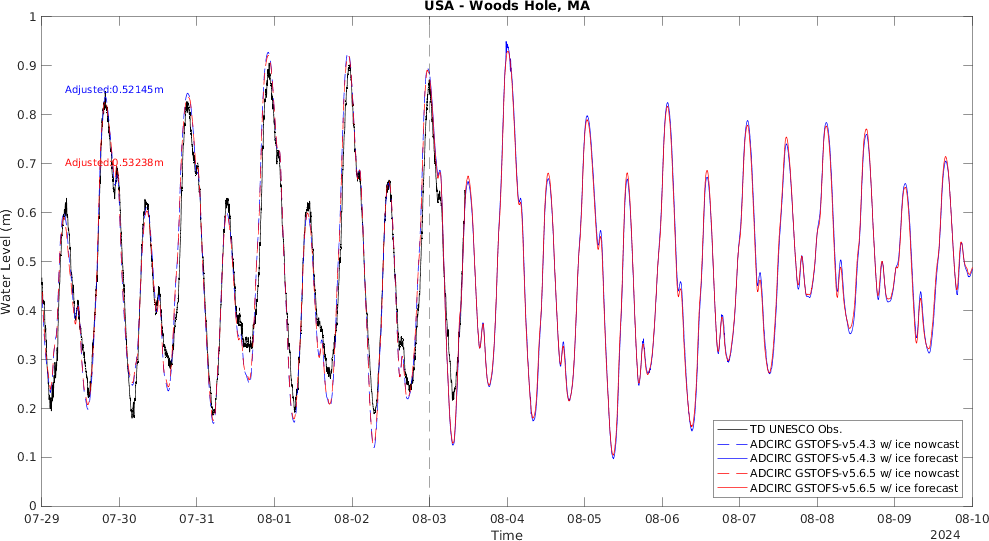 USA - Woods Hole, MA
1
0.9
0.8
0.7
0.6
0.5
0.4
0.3
0.2
0.1
0
Water Level (m)
Adjusted:0.52145m
Adjusted:0.53238m
TD UNESCO Obs.
ADCIRC GSTOFS-v5.4.3 w/ ice nowcast
ADCIRC GSTOFS-v5.4.3 w/ ice forecast
ADCIRC GSTOFS-v5.6.5 w/ ice nowcast
ADCIRC GSTOFS-v5.6.5 w/ ice forecast
07-29 07-30 07-31 08-01 08-02 08-03 08-04 08-05 08-06 08-07 08-08 08-09 08-10
Time
2024